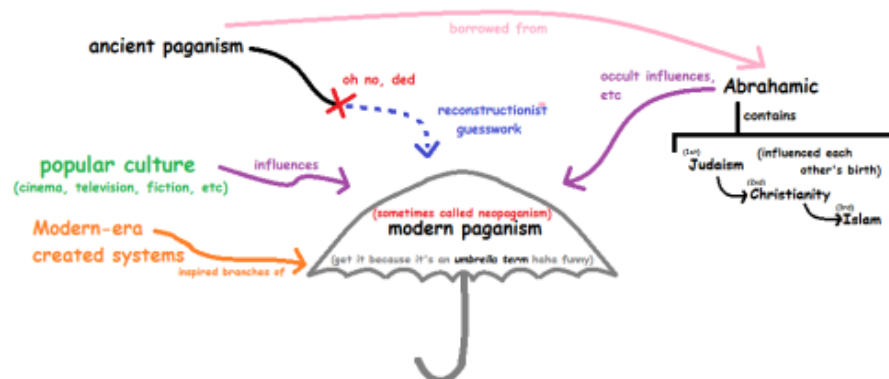 borrowed from
ancient paganism
oh no, ded
occult influences,
etc
Abrahamic
reconstructionist
guesswork
contains
popular culture
(cinema, television, fiction, etc)
influences
(1st)
Judaism
(influenced each
other's birth)
(2nd)
Christianity
(3rd)
Islam
(sometimes called neopaganism)
modern paganism
Modern-era
created systems
inspired branches of
(get it because it's an umbrella term haha funny)